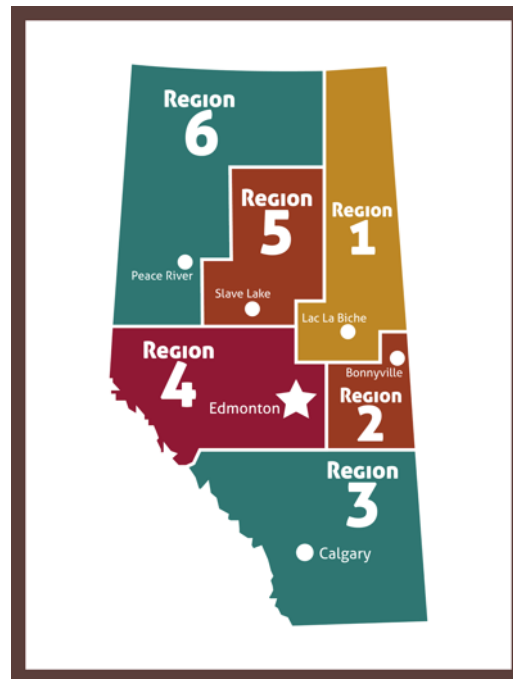 Region
6
Region
5
Region
1
Peace River
Slave Lake
Lac La Biche
Region
4
Edmonton
Bonnyville
Region
2
Region
3
Calgary